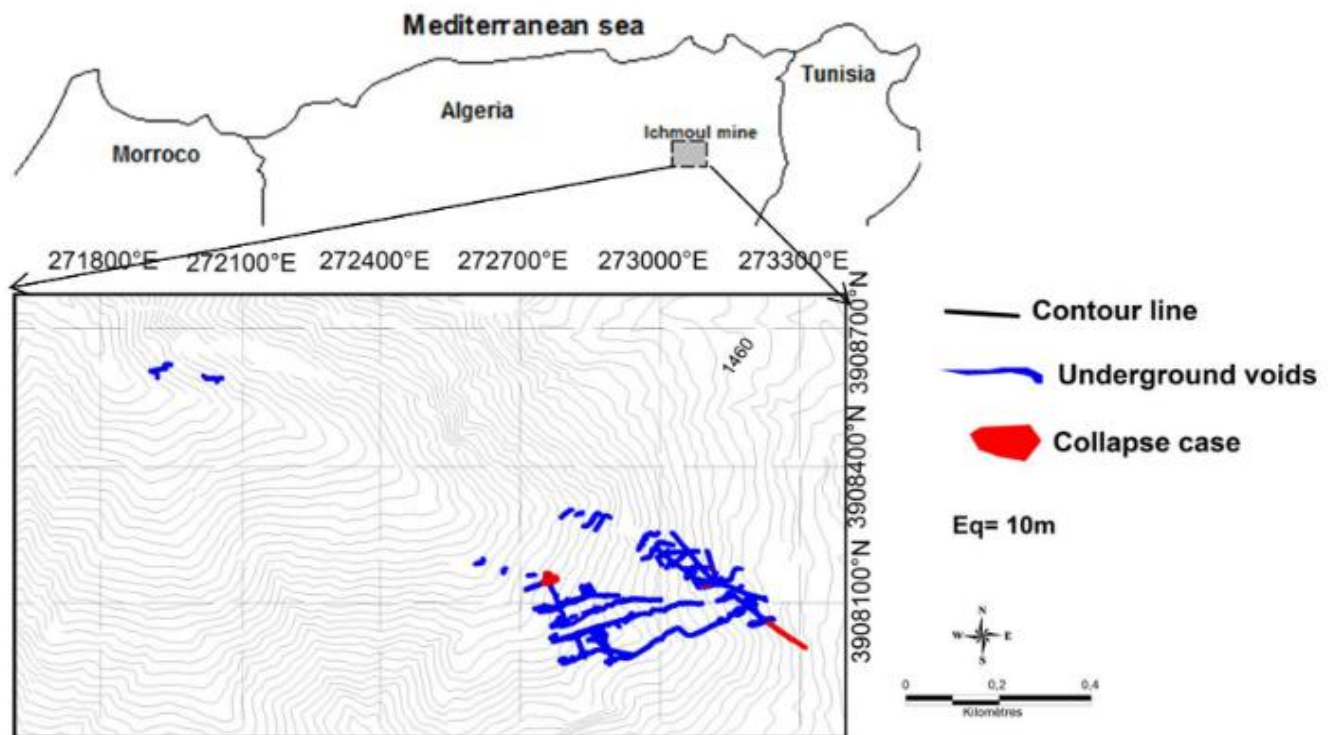 Mediterranean sea
Tunisia
Algeria
Ichmoul mine
Morroco
271800°E 272100°E 272400°E 272700°E 273000°E 273300°E
3908700°N
3908400°N
3908100°N
1460
Contour line
Underground voids
Collapse case
Eq= 10m
N
W E
S
0 0,2 0,4
Kilomètres